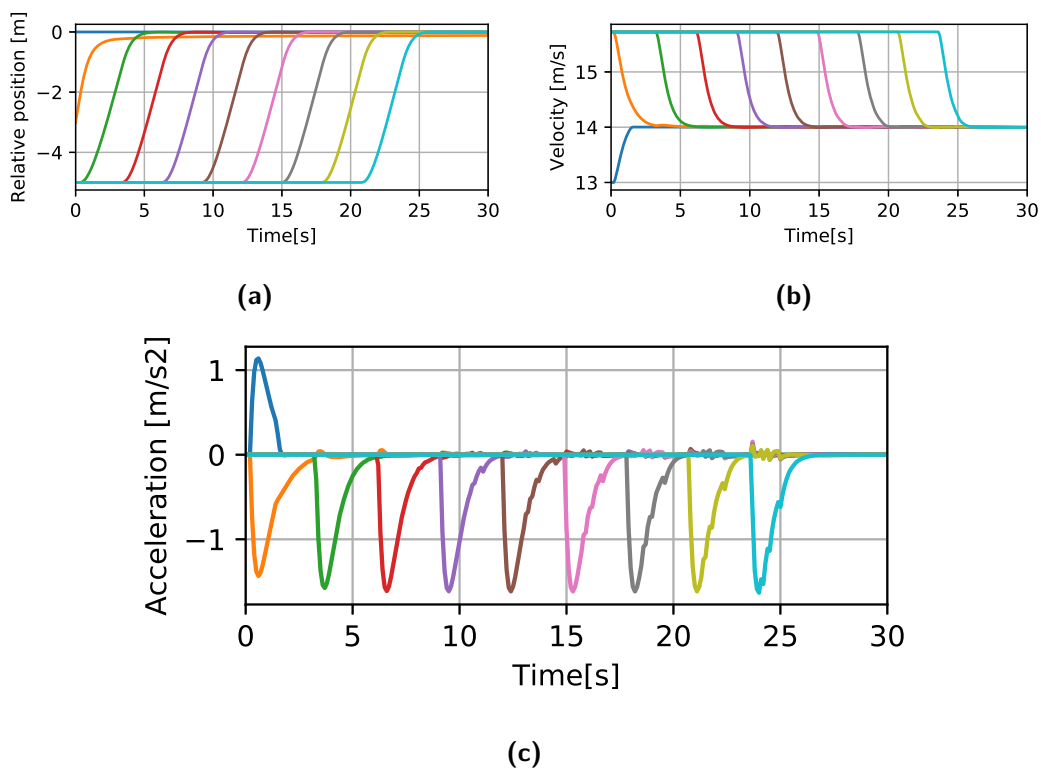 Relative position [m]
0
−2
−4
0 5 10 15 20 25 30
Time[s]
(a)
Velocity [m/s]
15
14
13
0 5 10 15 20 25 30
Time[s]
(b)
Acceleration [m/s2]
1
0
−1
0 5 10 15 20 25 30
Time[s]
(c)